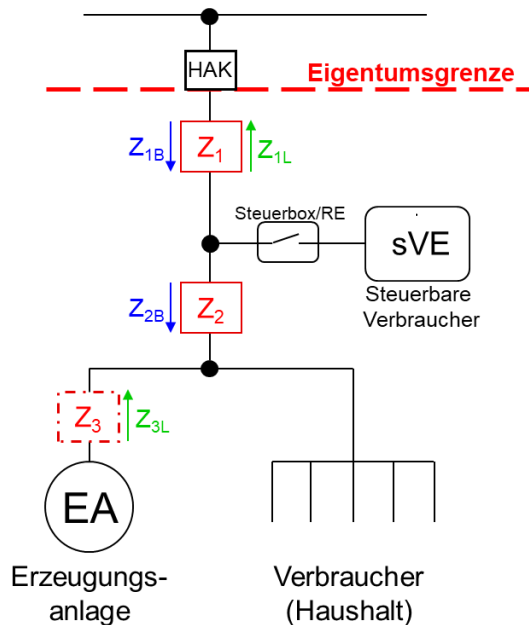 HAK
Eigentumsgrenze
Z1B
Z1
Z1L
Steuerbox/RE
sVE
Steuerbare
Verbraucher
Z2B
Z2
Z3
Z3L
EA
Erzeugungs-
anlage
Verbraucher
(Haushalt)